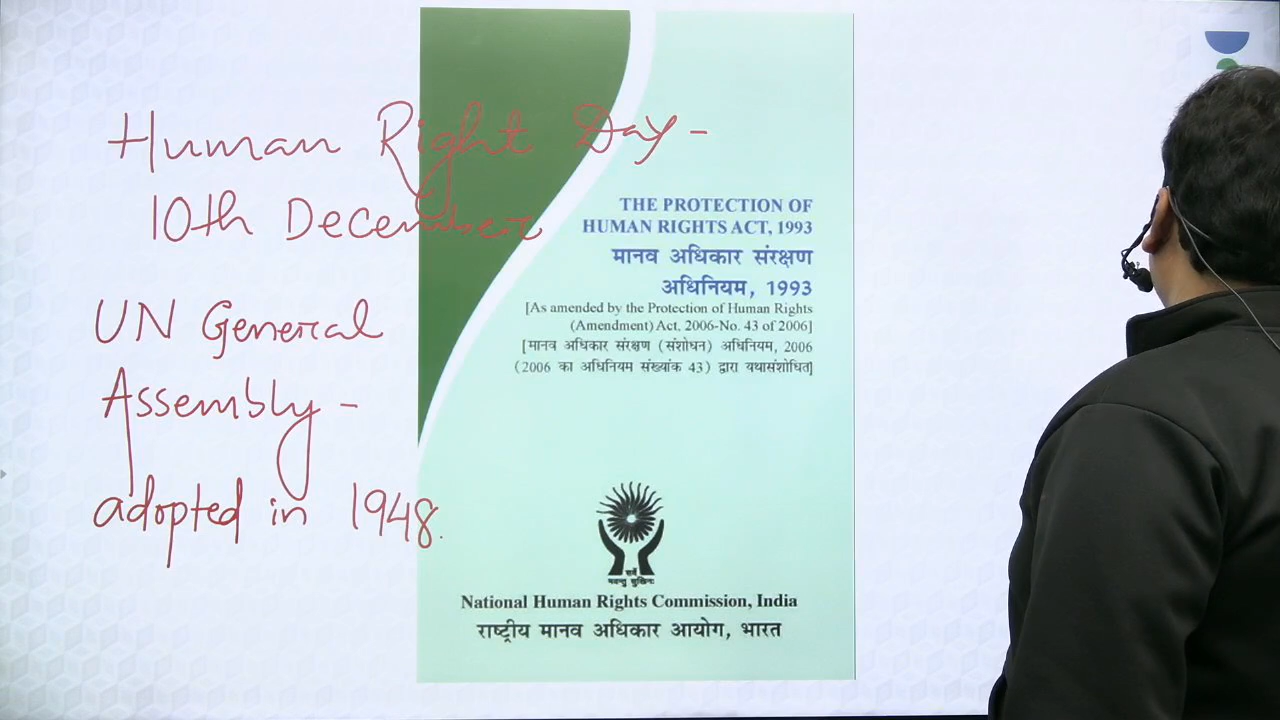 Human Right Day -
10th December
UN General
Assembly -
adopted in 1948.
THE PROTECTION OF
HUMAN RIGHTS ACT, 1993
मानव अधिकार संरक्षण
अधिनियम, 1993
[As amended by the Protection of Human Rights
(Amendment) Act, 2006-No. 43 of 2006]
[मानव अधिकार संरक्षण (संशोधन) अधिनियम, 2006
(2006 का अधिनियम संख्यांक 43) द्वारा यथासंशोधित]
सर्वे
भवन्तु सुखिनः
National Human Rights Commission, India
राष्ट्रीय मानव अधिकार आयोग, भारत